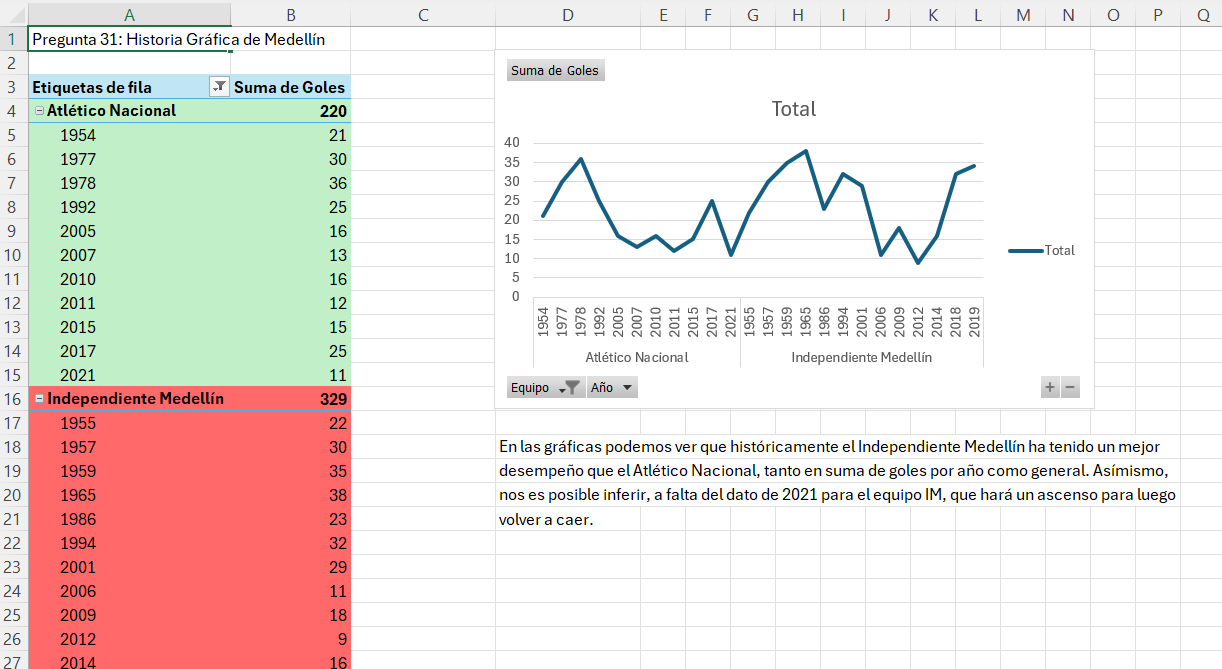 A B C D E F G H I J K L M N O P Q
1 Pregunta 31: Historia Gráfica de Medellín
2
3 Etiquetas de fila Suma de Goles
4 Atlético Nacional 220
5 1954 21
6 1977 30
7 1978 36
8 1992 25
9 2005 16
10 2007 13
11 2010 16
12 2011 12
13 2015 15
14 2017 25
15 2021 11
16 Independiente Medellín 329
17 1955 22
18 1957 30
19 1959 35
20 1965 38
21 1986 23
22 1994 32
23 2001 29
24 2006 11
25 2009 18
26 2012 9
27 2014 16
Suma de Goles
Total
40
35
30
25
20
15
10
5
0
Total
1954 1977 1978 1992 2005 2007 2010 2011 2015 2017 2021 1955 1957 1959 1965 1986 1994 2001 2006 2009 2012 2014 2018 2019
Atlético Nacional Independiente Medellín
Equipo Año + −
En las gráficas podemos ver que históricamente el Independiente Medellín ha tenido un mejor
desempeño que el Atlético Nacional, tanto en suma de goles por año como general. Asímismo,
nos es posible inferir, a falta del dato de 2021 para el equipo IM, que hará un ascenso para luego
volver a caer.